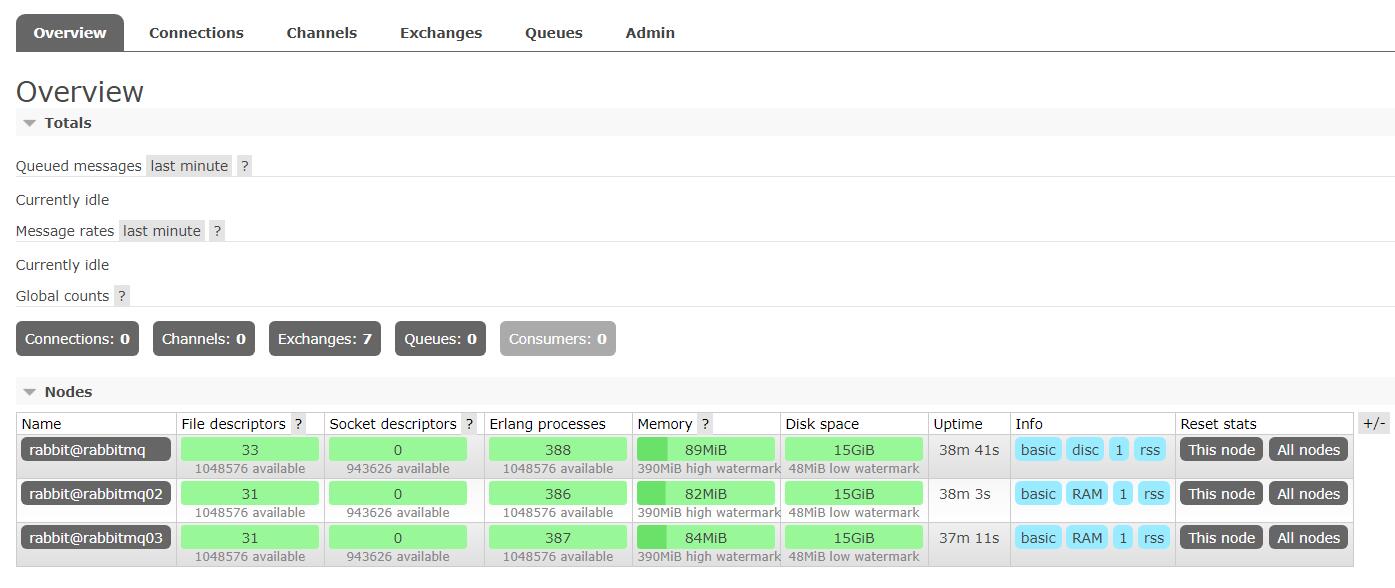 Overview Connections Channels Exchanges Queues Admin
Overview
Totals
Queued messages last minute ?
Currently idle
Message rates last minute ?
Currently idle
Global counts ?
Connections: 0 Channels: 0 Exchanges: 7 Queues: 0 Consumers: 0
Nodes
Name File descriptors ? Socket descriptors ? Erlang processes Memory ? Disk space Uptime Info Reset stats +/-
rabbit@rabbitmq 33 0 388 89MiB 15GiB 38m 41s basic disc 1 rss This node All nodes
1048576 available 943626 available 1048576 available 390MiB high watermark 48MiB low watermark
rabbit@rabbitmq02 31 0 386 82MiB 15GiB 38m 3s basic RAM 1 rss This node All nodes
1048576 available 943626 available 1048576 available 390MiB high watermark 48MiB low watermark
rabbit@rabbitmq03 31 0 387 84MiB 15GiB 37m 11s basic RAM 1 rss This node All nodes
1048576 available 943626 available 1048576 available 390MiB high watermark 48MiB low watermark